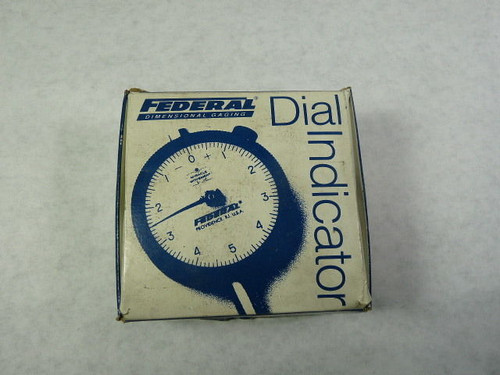 FEDERAL®
DIMENSIONAL GAGING
Dial Indicator
1 - 0 + 1
2 2
3 3
4 5 4
FEDERAL
PROVIDENCE R.I. U.S.A.